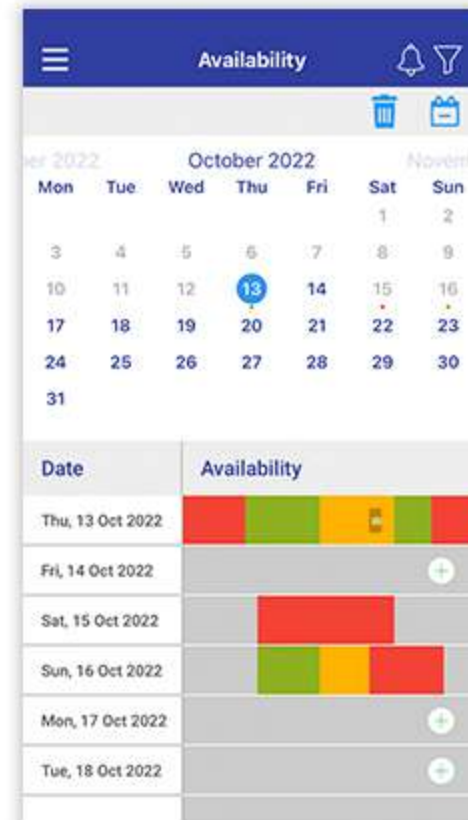 Availability
er 2022 October 2022 Novem
Mon Tue Wed Thu Fri Sat Sun
1 2
3 4 5 6 7 8 9
10 11 12 13 14 15 16
17 18 19 20 21 22 23
24 25 26 27 28 29 30
31
Date Availability
Thu, 13 Oct 2022
Fri, 14 Oct 2022
Sat, 15 Oct 2022
Sun, 16 Oct 2022
Mon, 17 Oct 2022
Tue, 18 Oct 2022